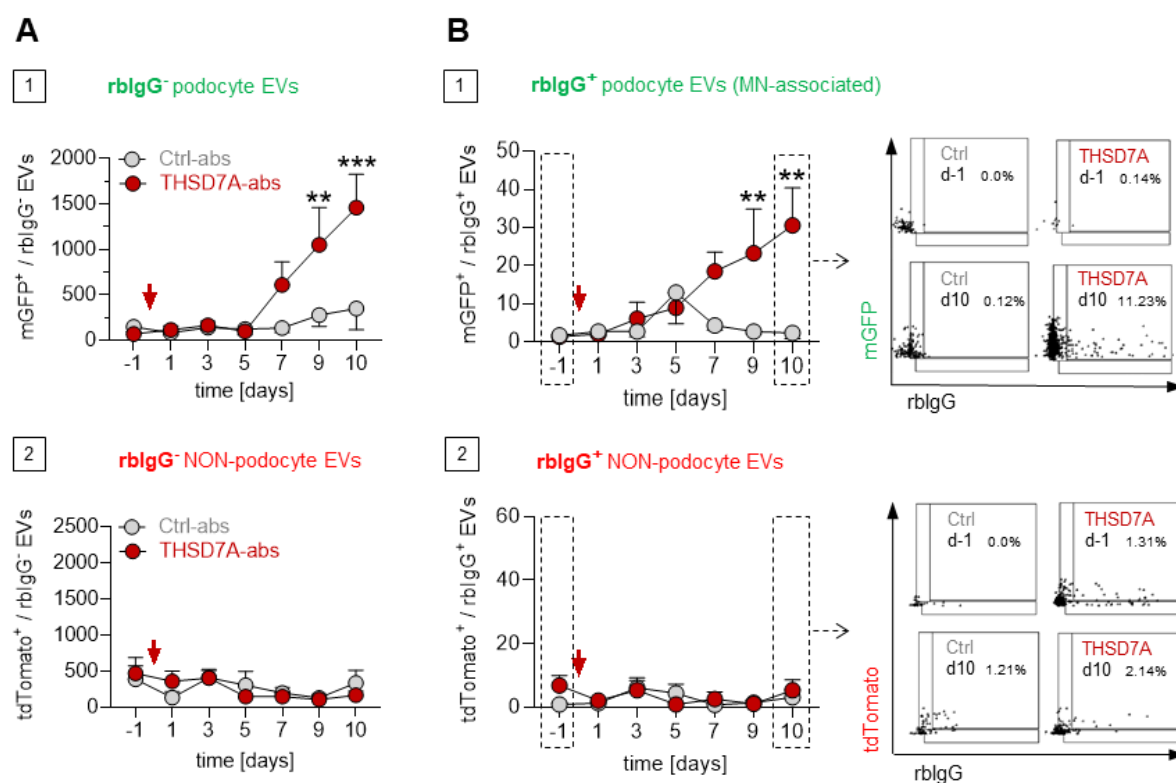 A
1
rbIgG⁻ podocyte EVs
mGFP⁺ / rbIgG⁻ EVs
2000
1500
1000
500
0
Ctrl-abs
THSD7A-abs
**
***
-1 1 3 5 7 9 10
time [days]
B
1
rbIgG⁺ podocyte EVs (MN-associated)
mGFP⁺ / rbIgG⁺ EVs
50
40
30
20
10
0
**
**
-1 1 3 5 7 9 10
time [days]
mGFP
Ctrl
d-1 0.0%
THSD7A
d-1 0.14%
Ctrl
d10 0.12%
THSD7A
d10 11.23%
rbIgG
2
rbIgG⁻ NON-podocyte EVs
tdTomato⁺ / rbIgG⁻ EVs
2500
2000
1500
1000
500
0
Ctrl-abs
THSD7A-abs
-1 1 3 5 7 9 10
time [days]
2
rbIgG⁺ NON-podocyte EVs
tdTomato⁺ / rbIgG⁺ EVs
60
40
20
0
-1 1 3 5 7 9 10
time [days]
tdTomato
Ctrl
d-1 0.0%
THSD7A
d-1 1.31%
Ctrl
d10 1.21%
THSD7A
d10 2.14%
rbIgG